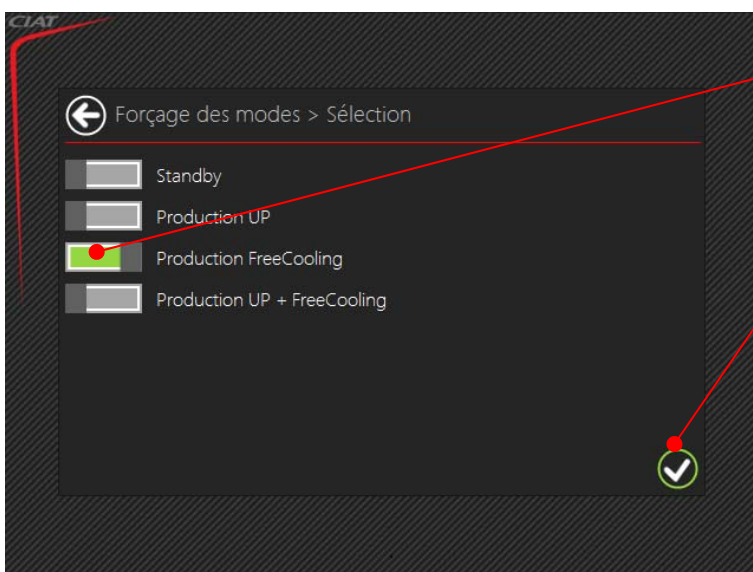 CIAT
Forçage des modes > Sélection
Standby
Production UP
Production FreeCooling
Production UP + FreeCooling